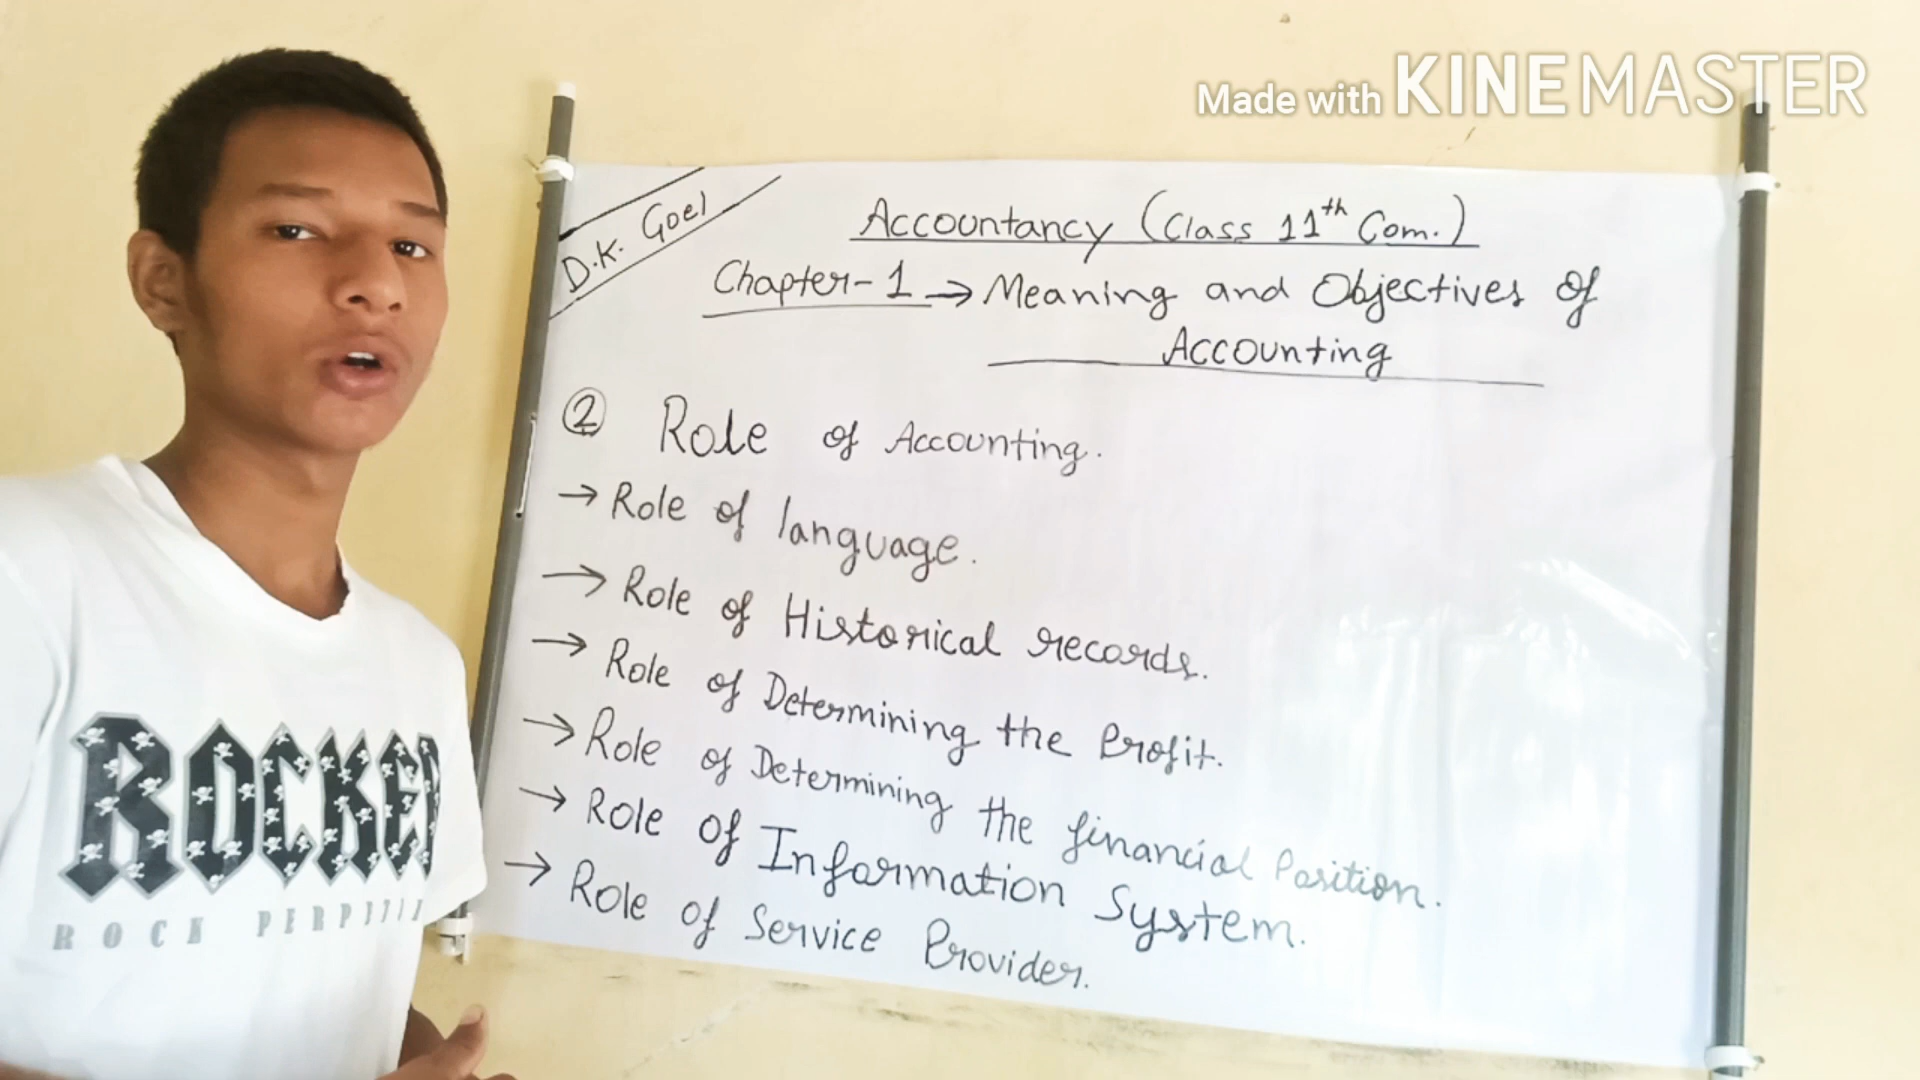 Made with KINEMASTER
D.K. Goel
Accountancy (Class 11th Com.)
Chapter-1 → Meaning and Objectives of
Accounting
② Role of Accounting.
→ Role of language.
→ Role of Historical records.
→ Role of Determining the Profit.
→ Role of Determining the financial Position.
→ Role of Information System.
→ Role of Service Provider.
ROCKE
ROCK